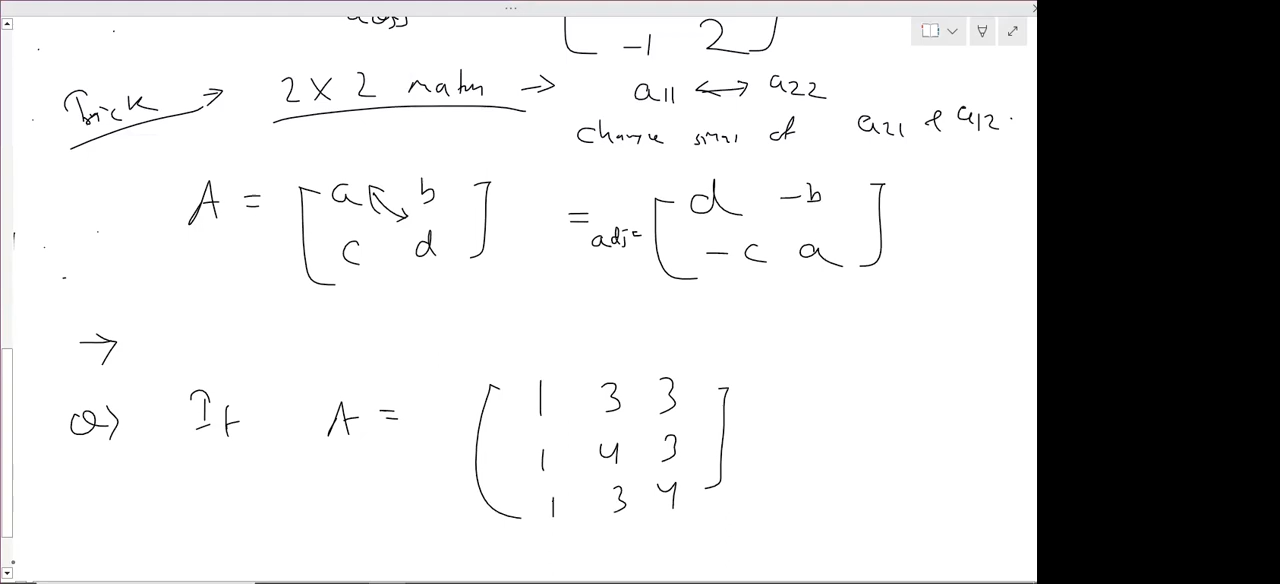 -1 2
Trick → 2 X 2 matrix → a11 ↔ a22
Change sign of a21 & a12.
A = [ a b = adj = [ d -b
c d ] -c a ]
→
Q) If A = [ 1 3 3
1 4 3
1 3 4 ]